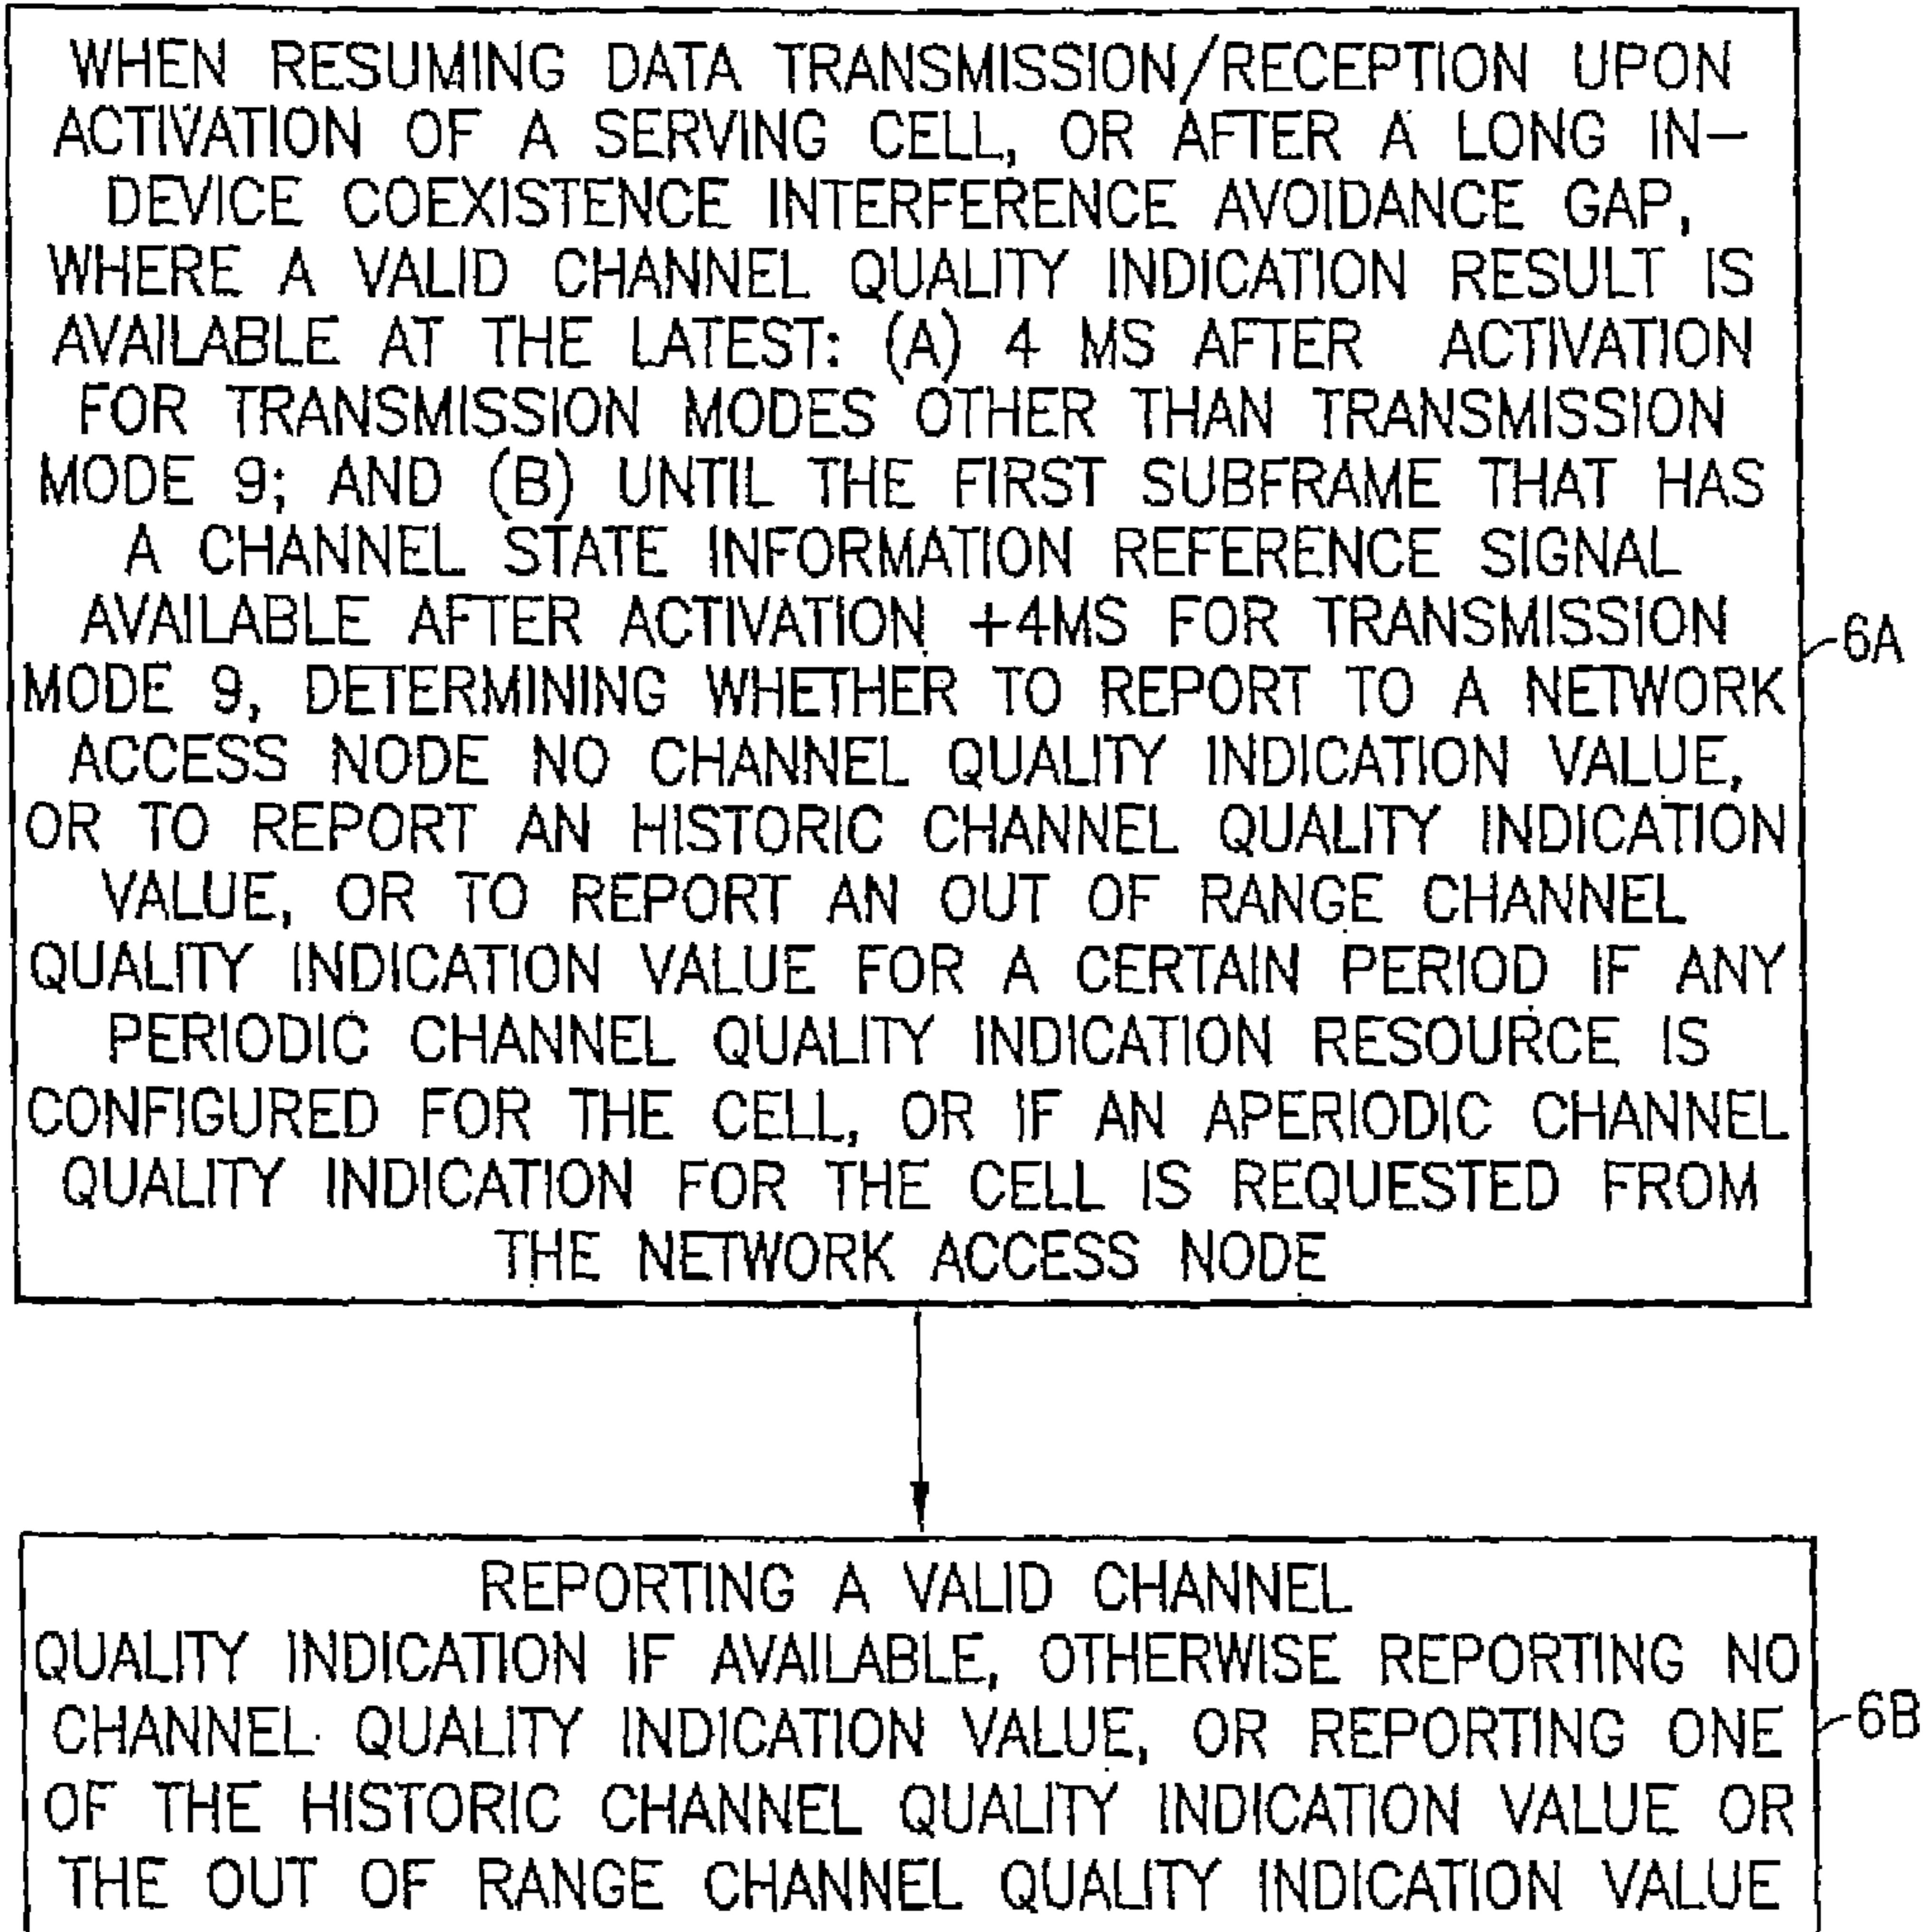 WHEN RESUMING DATA TRANSMISSION/RECEPTION UPON
ACTIVATION OF A SERVING CELL, OR AFTER A LONG IN-
DEVICE COEXISTENCE INTERFERENCE AVOIDANCE GAP,
WHERE A VALID CHANNEL QUALITY INDICATION RESULT IS
AVAILABLE AT THE LATEST: (A) 4 MS AFTER ACTIVATION
FOR TRANSMISSION MODES OTHER THAN TRANSMISSION
MODE 9; AND (B) UNTIL THE FIRST SUBFRAME THAT HAS
A CHANNEL STATE INFORMATION REFERENCE SIGNAL
AVAILABLE AFTER ACTIVATION +4MS FOR TRANSMISSION
MODE 9, DETERMINING WHETHER TO REPORT TO A NETWORK
ACCESS NODE NO CHANNEL QUALITY INDICATION VALUE,
OR TO REPORT AN HISTORIC CHANNEL QUALITY INDICATION
VALUE, OR TO REPORT AN OUT OF RANGE CHANNEL
QUALITY INDICATION VALUE FOR A CERTAIN PERIOD IF ANY
PERIODIC CHANNEL QUALITY INDICATION RESOURCE IS
CONFIGURED FOR THE CELL, OR IF AN APERIODIC CHANNEL
QUALITY INDICATION FOR THE CELL IS REQUESTED FROM
THE NETWORK ACCESS NODE
6A
REPORTING A VALID CHANNEL
QUALITY INDICATION IF AVAILABLE, OTHERWISE REPORTING NO
CHANNEL QUALITY INDICATION VALUE, OR REPORTING ONE
OF THE HISTORIC CHANNEL QUALITY INDICATION VALUE OR
THE OUT OF RANGE CHANNEL QUALITY INDICATION VALUE
6B